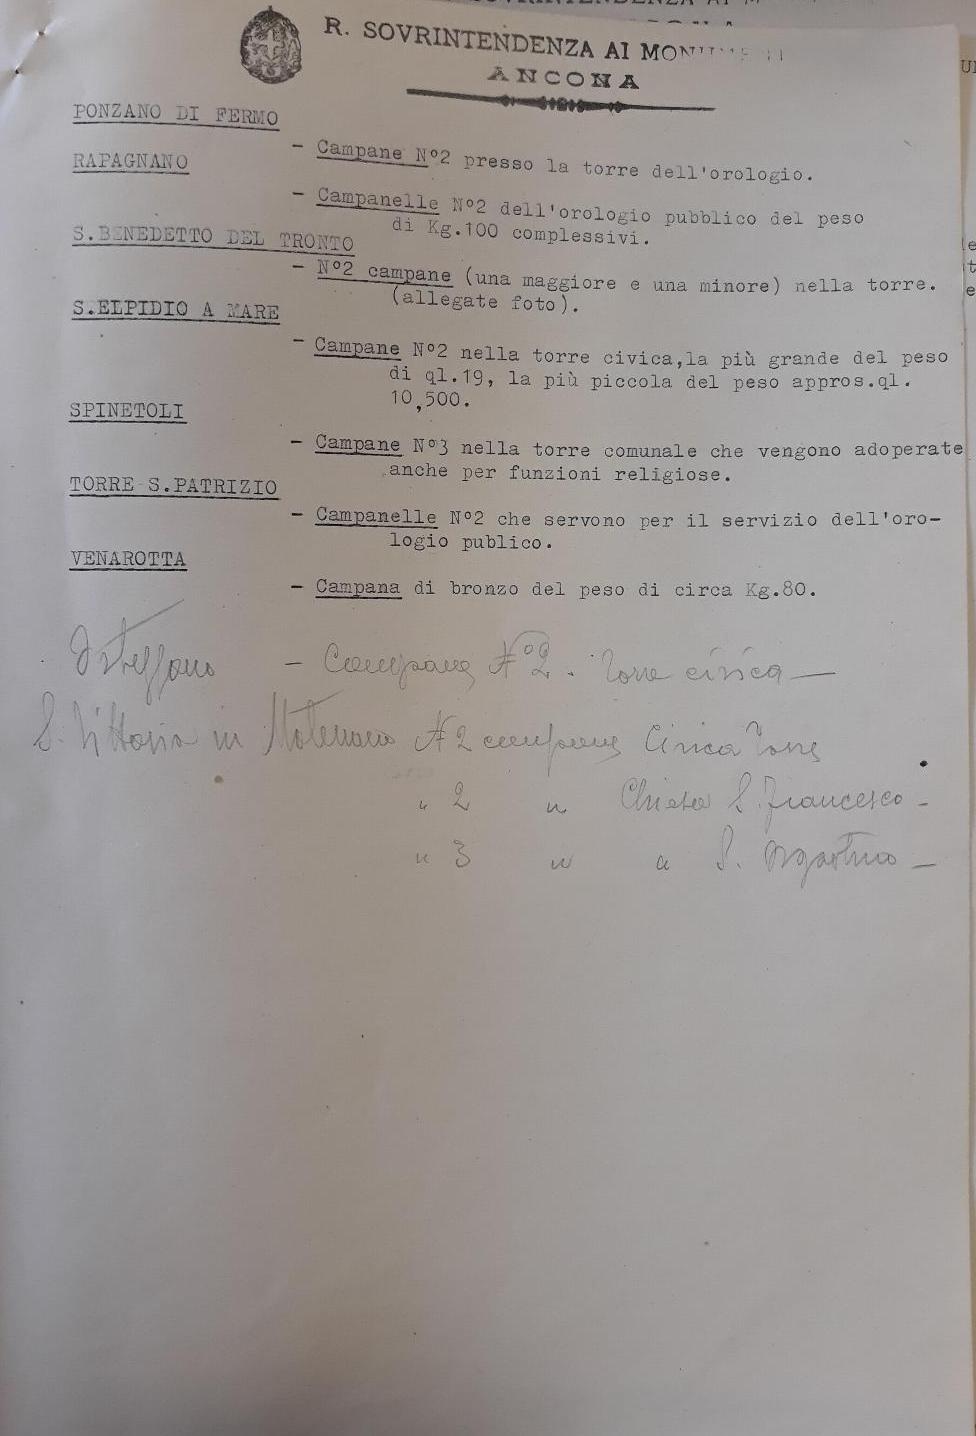 R. SOVRINTENDENZA AI MONUMENTI
ANCONA
PONZANO DI FERMO
- Campane N°2 presso la torre dell'orologio.
RAPAGNANO
- Campanelle N°2 dell'orologio pubblico del peso
di Kg.100 complessivi.
S.BENEDETTO DEL TRONTO
- N°2 campane (una maggiore e una minore) nella torre.
(allegate foto).
S.ELPIDIO A MARE
- Campane N°2 nella torre civica,la più grande del peso
di ql.19, la più piccola del peso appros.ql.
10,500.
SPINETOLI
- Campane N°3 nella torre comunale che vengono adoperate
anche per funzioni religiose.
TORRE S.PATRIZIO
- Campanelle N°2 che servono per il servizio dell'oro-
logio publico.
VENAROTTA
- Campana di bronzo del peso di circa Kg.80.
- Campane N° 2. Torre civica -
S. Vittoria in Matenano N 2 campane Civica Torre
" 2 " Chiesa S. Francesco -
" 3 " " S. Agostino -